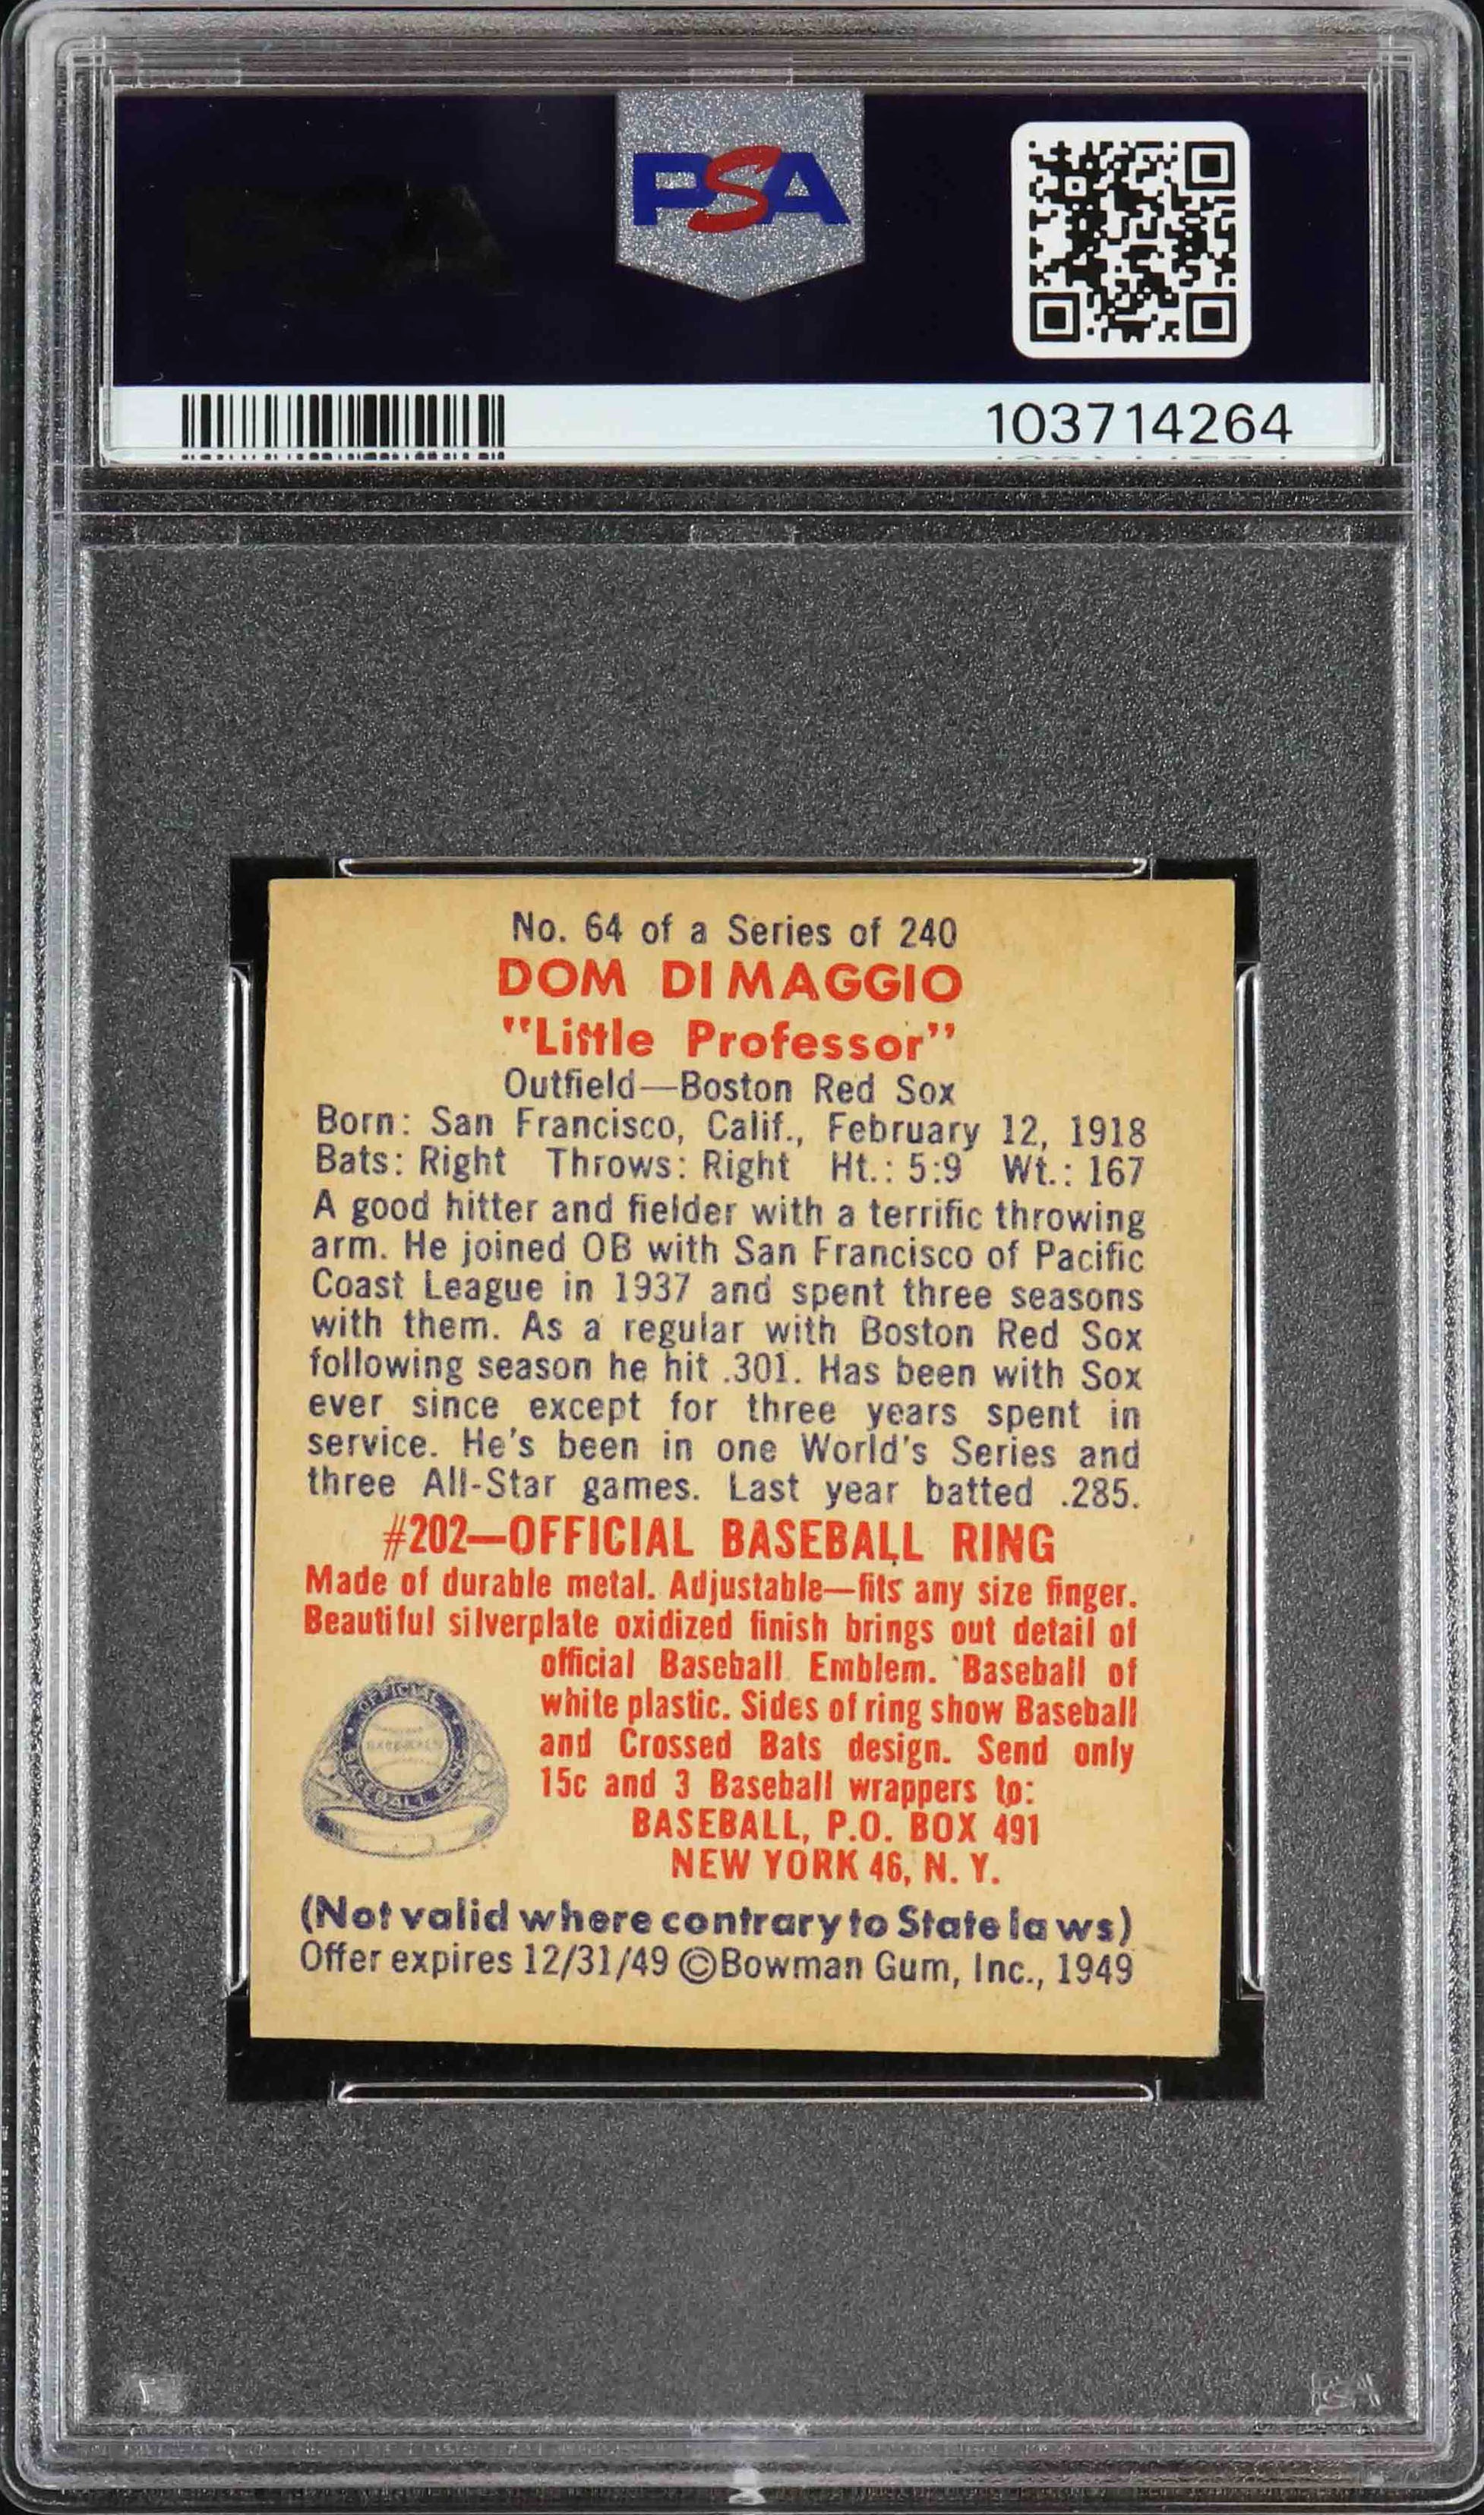 PSA
103714264
No. 64 of a Series of 240
DOM DI MAGGIO
"Little Professor"
Outfield—Boston Red Sox
Born: San Francisco, Calif., February 12, 1918
Bats: Right Throws: Right Ht.: 5:9 Wt.: 167
A good hitter and fielder with a terrific throwing
arm. He joined OB with San Francisco of Pacific
Coast League in 1937 and spent three seasons
with them. As a regular with Boston Red Sox
following season he hit .301. Has been with Sox
ever since except for three years spent in
service. He's been in one World's Series and
three All-Star games. Last year batted .285.
#202—OFFICIAL BASEBALL RING
Made of durable metal. Adjustable—fits any size finger.
Beautiful silverplate oxidized finish brings out detail of
official Baseball Emblem. Baseball of
white plastic. Sides of ring show Baseball
and Crossed Bats design. Send only
15c and 3 Baseball wrappers to:
BASEBALL, P.O. BOX 491
NEW YORK 46, N. Y.
OFFICIAL
BASEBALL RING
(Not valid where contrary to State laws)
Offer expires 12/31/49 ©Bowman Gum, Inc., 1949
PSA